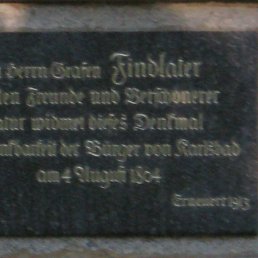 Herrn Grafen Findlater
Freunde und Verschönerer
widmet dieses Denkmal
der Bürger von Karlsbad
am 4 August 1804
Erneuert 1913